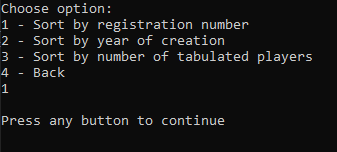 Choose option:
1 - Sort by registration number
2 - Sort by year of creation
3 - Sort by number of tabulated players
4 - Back
1
Press any button to continue